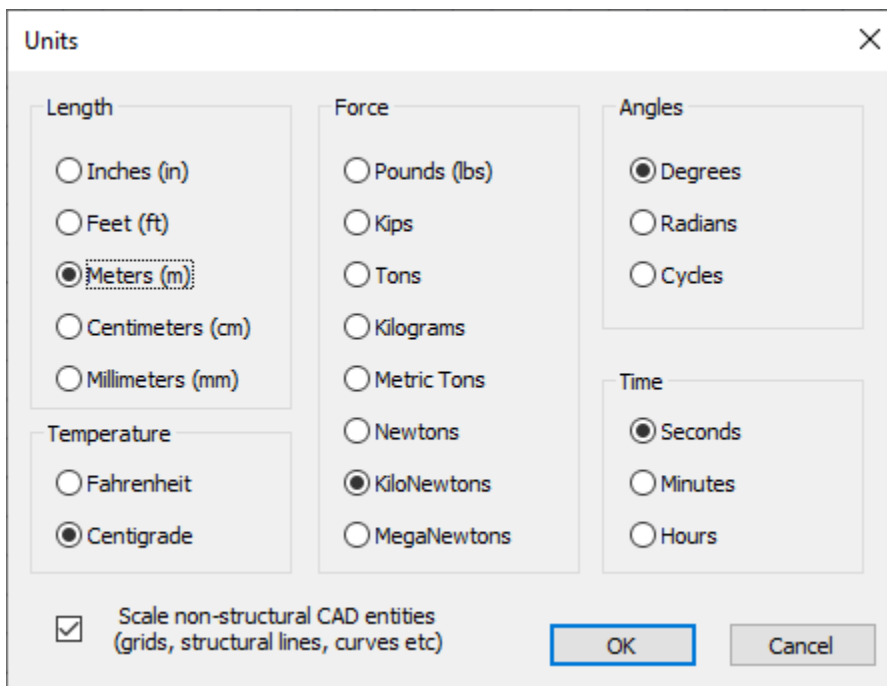 Units
Length
Inches (in)
Feet (ft)
Meters (m)
Centimeters (cm)
Millimeters (mm)
Temperature
Fahrenheit
Centigrade
Force
Pounds (lbs)
Kips
Tons
Kilograms
Metric Tons
Newtons
KiloNewtons
MegaNewtons
Angles
Degrees
Radians
Cycles
Time
Seconds
Minutes
Hours
Scale non-structural CAD entities
(grids, structural lines, curves etc)
OK
Cancel